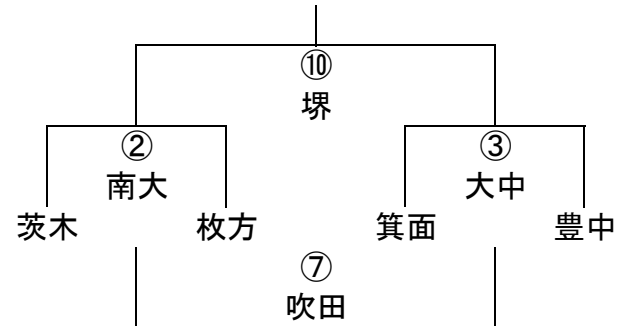 ⑩
堺
② ③
南大 大中
茨木 枚方 箕面 豊中
⑦
吹田